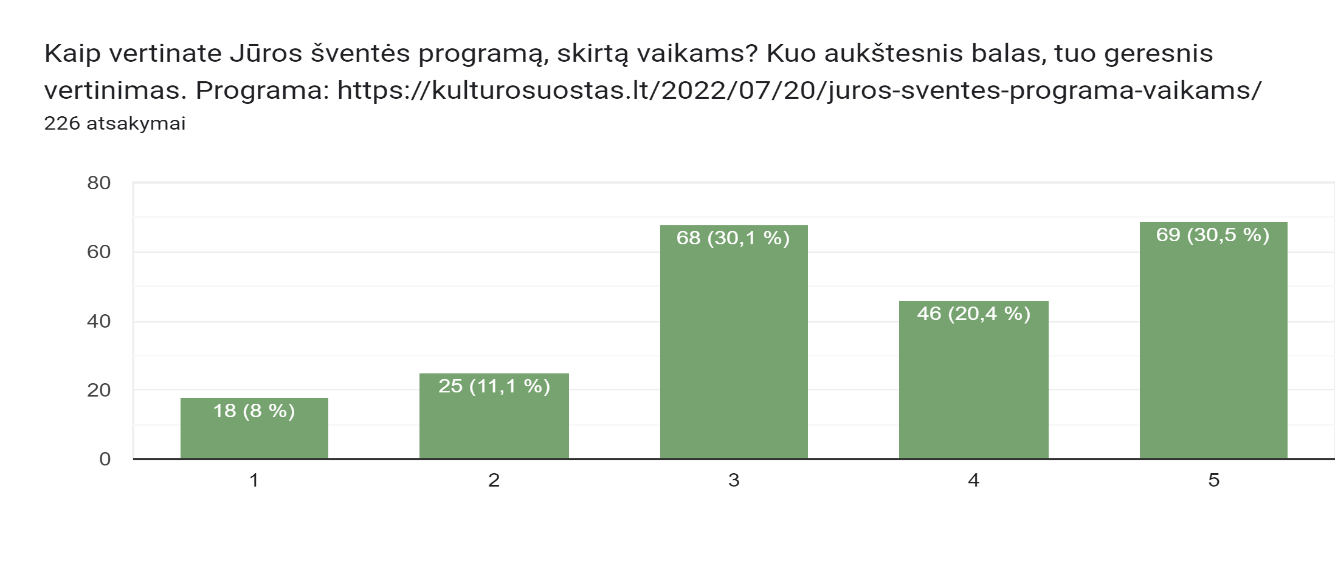 Kaip vertinate Jūros šventės programą, skirtą vaikams? Kuo aukštesnis balas, tuo geresnis
vertinimas. Programa: https://kulturosuostas.lt/2022/07/20/juros-sventes-programa-vaikams/
226 atsakymai
80
60
40
20
0
18 (8 %)
25 (11,1 %)
68 (30,1 %)
46 (20,4 %)
69 (30,5 %)
1
2
3
4
5